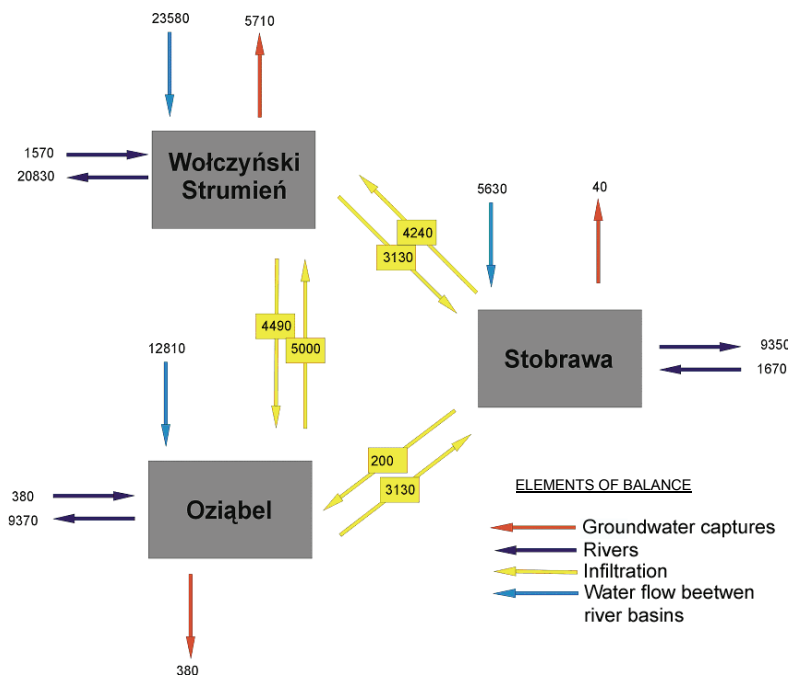 23580
5710
1570
20830
Wołczyński
Strumień
5630
40
4240
3130
4490
5000
12810
Stobrawa
9350
1670
200
3130
380
9370
Oziąbel
380
ELEMENTS OF BALANCE
Groundwater captures
Rivers
Infiltration
Water flow beetwen
river basins